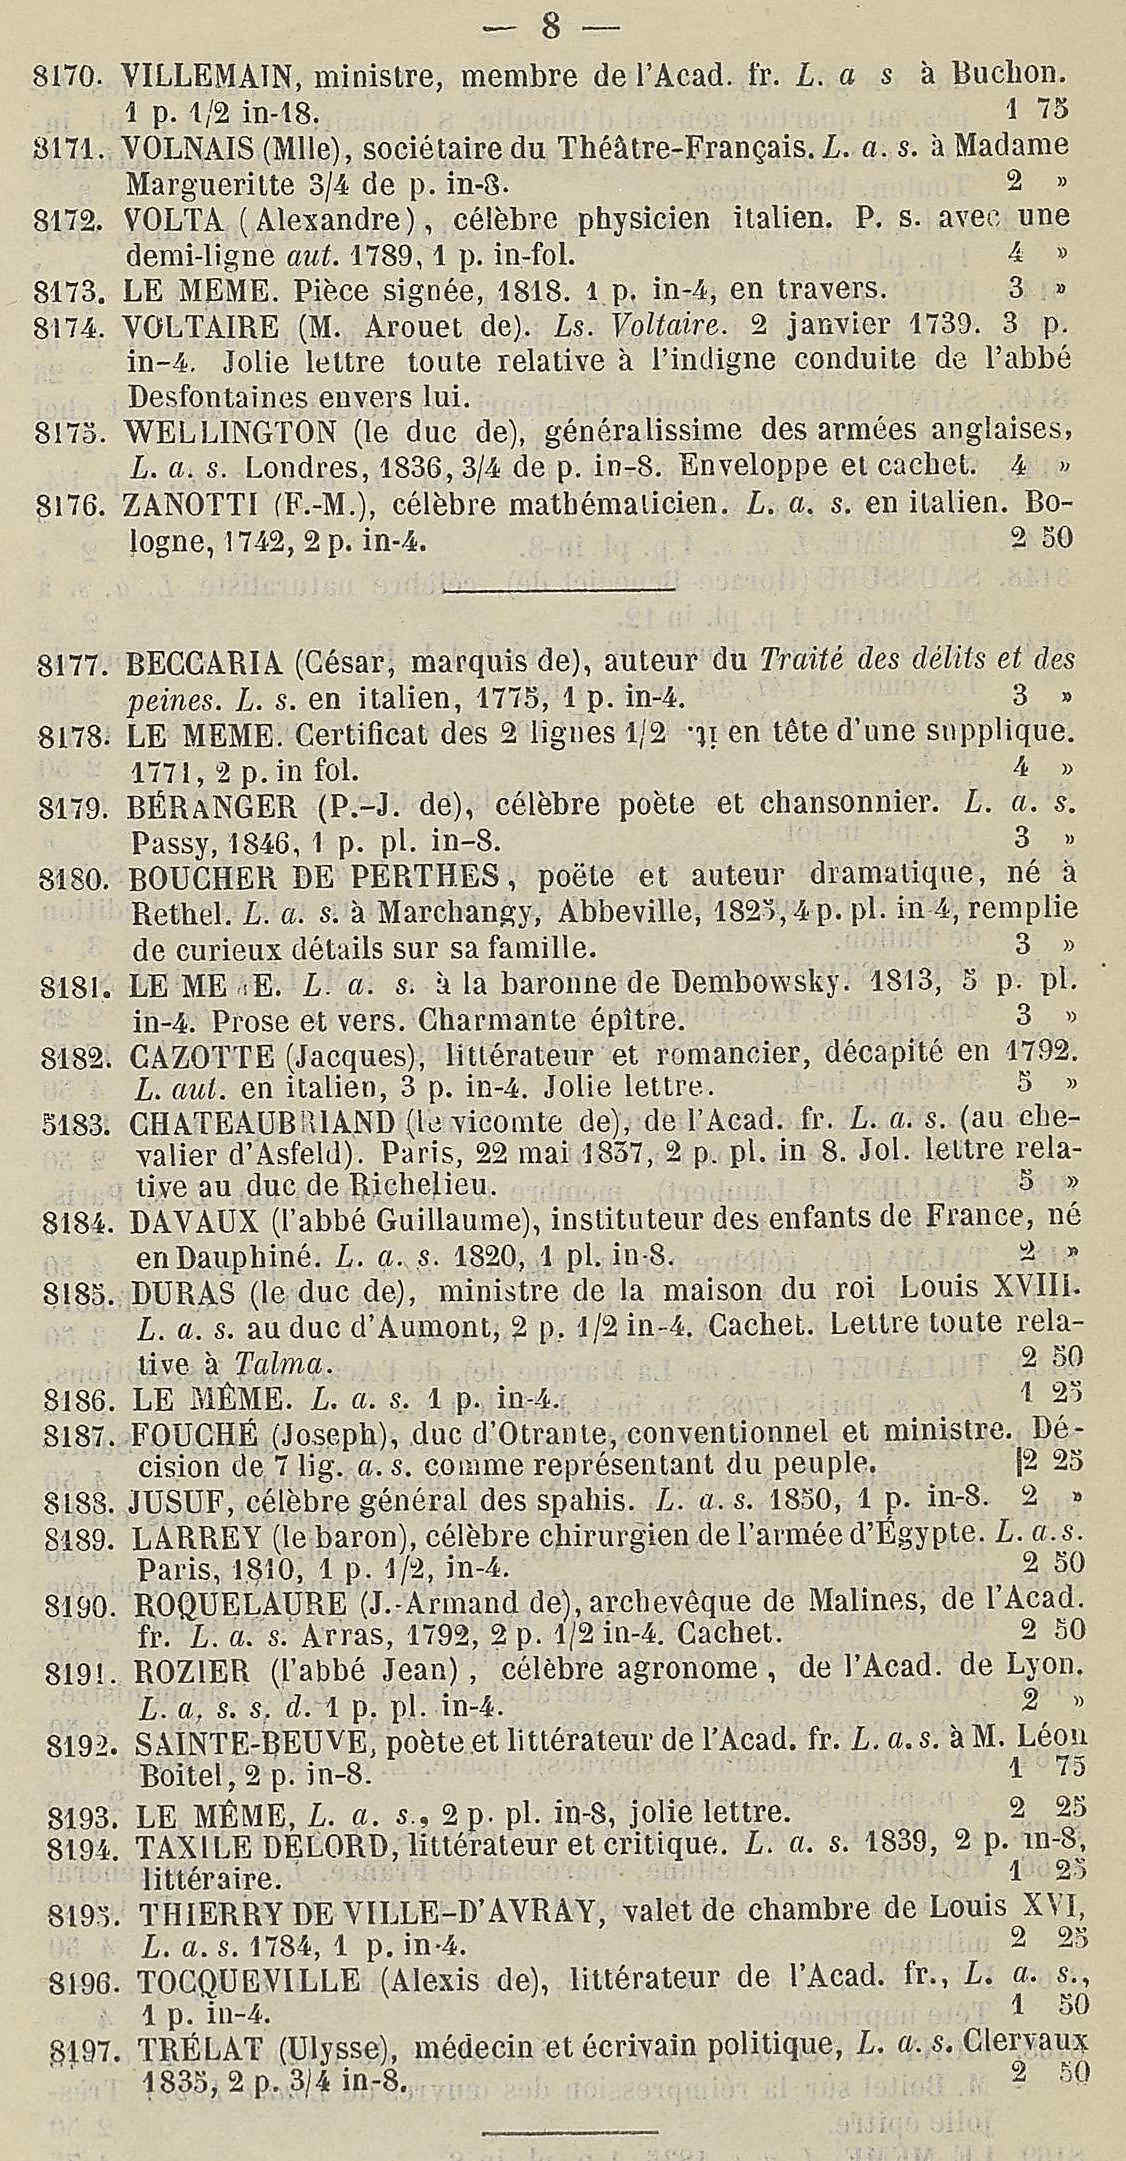 — 8 —
8170. VILLEMAIN, ministre, membre de l'Acad. fr. L. a s à Buchon.
1 p. 1/2 in-18. 1 75
8171. VOLNAIS (Mlle), sociétaire du Théâtre-Français. L. a. s. à Madame
Margueritte 3/4 de p. in-8. 2 »
8172. VOLTA (Alexandre), célèbre physicien italien. P. s. avec une
demi-ligne aut. 1789, 1 p. in-fol. 4 »
8173. LE MEME. Pièce signée, 1818. 1 p. in-4, en travers. 3 »
8174. VOLTAIRE (M. Arouet de). Ls. Voltaire. 2 janvier 1739. 3 p.
in-4. Jolie lettre toute relative à l'indigne conduite de l'abbé
Desfontaines envers lui.
8175. WELLINGTON (le duc de), généralissime des armées anglaises,
L. a. s. Londres, 1836, 3/4 de p. in-8. Enveloppe et cachet. 4 »
8176. ZANOTTI (F.-M.), célèbre mathématicien. L. a. s. en italien. Bo-
logne, 1742, 2 p. in-4. 2 50
8177. BECCARIA (César, marquis de), auteur du Traité des délits et des
peines. L. s. en italien, 1775, 1 p. in-4. 3 »
8178. LE MEME. Certificat des 2 lignes 1/2 en tête d'une supplique.
1771, 2 p. in fol. 4 »
8179. BÉRANGER (P.-J. de), célèbre poète et chansonnier. L. a. s.
Passy, 1846, 1 p. pl. in-8. 3 »
8180. BOUCHER DE PERTHES, poëte et auteur dramatique, né à
Rethel. L. a. s. à Marchangy, Abbeville, 1825, 4 p. pl. in-4, remplie
de curieux détails sur sa famille. 3 »
8181. LE ME E. L. a. s. à la baronne de Dembowsky. 1813, 5 p. pl.
in-4. Prose et vers. Charmante épître. 3 »
8182. CAZOTTE (Jacques), littérateur et romancier, décapité en 1792.
L. aut. en italien, 3 p. in-4. Jolie lettre. 5 »
5183. CHATEAUBRIAND (le vicomte de), de l'Acad. fr. L. a. s. (au che-
valier d'Asfeld). Paris, 22 mai 1837, 2 p. pl. in 8. Jol. lettre rela-
tive au duc de Richelieu. 5 »
8184. DAVAUX (l'abbé Guillaume), instituteur des enfants de France, né
en Dauphiné. L. a. s. 1820, 1 pl. in-8. 2 »
8185. DURAS (le duc de), ministre de la maison du roi Louis XVIII.
L. a. s. au duc d'Aumont, 2 p. 1/2 in-4. Cachet. Lettre toute rela-
tive à Talma. 2 50
8186. LE MÊME. L. a. s. 1 p. in-4. 1 25
8187. FOUCHÉ (Joseph), duc d'Otrante, conventionnel et ministre. Dé-
cision de 7 lig. a. s. comme représentant du peuple. 2 25
8188. JUSUF, célèbre général des spahis. L. a. s. 1850, 1 p. in-8. 2 »
8189. LARREY (le baron), célèbre chirurgien de l'armée d'Égypte. L. a. s.
Paris, 1810, 1 p. 1/2, in-4. 2 50
8190. ROQUELAURE (J.-Armand de), archevêque de Malines, de l'Acad.
fr. L. a. s. Arras, 1792, 2 p. 1/2 in-4. Cachet. 2 50
8191. ROZIER (l'abbé Jean), célèbre agronome, de l'Acad. de Lyon.
L. a. s. s. d. 1 p. pl. in-4. 2 »
8192. SAINTE-BEUVE, poète et littérateur de l'Acad. fr. L. a. s. à M. Léon
Boitel, 2 p. in-8. 1 75
8193. LE MÊME, L. a. s., 2 p. pl. in-8, jolie lettre. 2 25
8194. TAXILE DELORD, littérateur et critique. L. a. s. 1839, 2 p. in-8,
littéraire. 1 25
8195. THIERRY DE VILLE-D'AVRAY, valet de chambre de Louis XVI,
L. a. s. 1784, 1 p. in-4. 2 25
8196. TOCQUEVILLE (Alexis de), littérateur de l'Acad. fr., L. a. s.,
1 p. in-4. 1 50
8197. TRÉLAT (Ulysse), médecin et écrivain politique, L. a. s. Clervaux
1835, 2 p. 3/4 in-8. 2 50